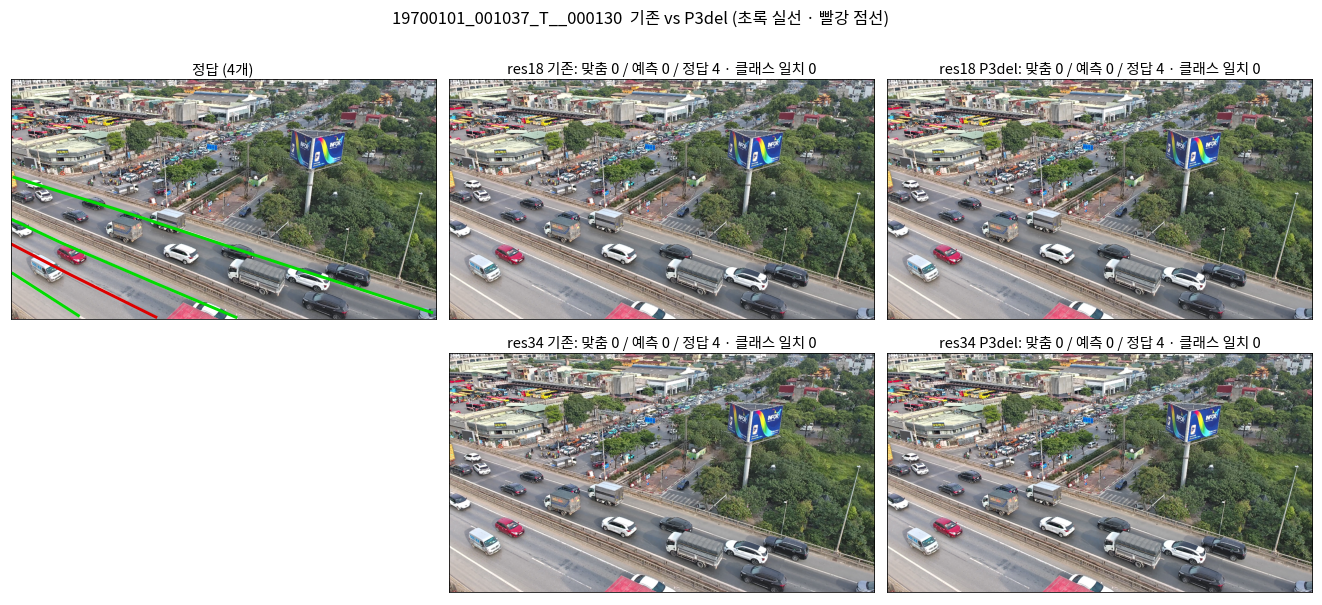 19700101_001037_T__000130  기존 vs P3del (초록 실선 · 빨강 점선)
정답 (4개)
res18 기존: 맞춤 0 / 예측 0 / 정답 4 · 클래스 일치 0
res18 P3del: 맞춤 0 / 예측 0 / 정답 4 · 클래스 일치 0
res34 기존: 맞춤 0 / 예측 0 / 정답 4 · 클래스 일치 0
res34 P3del: 맞춤 0 / 예측 0 / 정답 4 · 클래스 일치 0